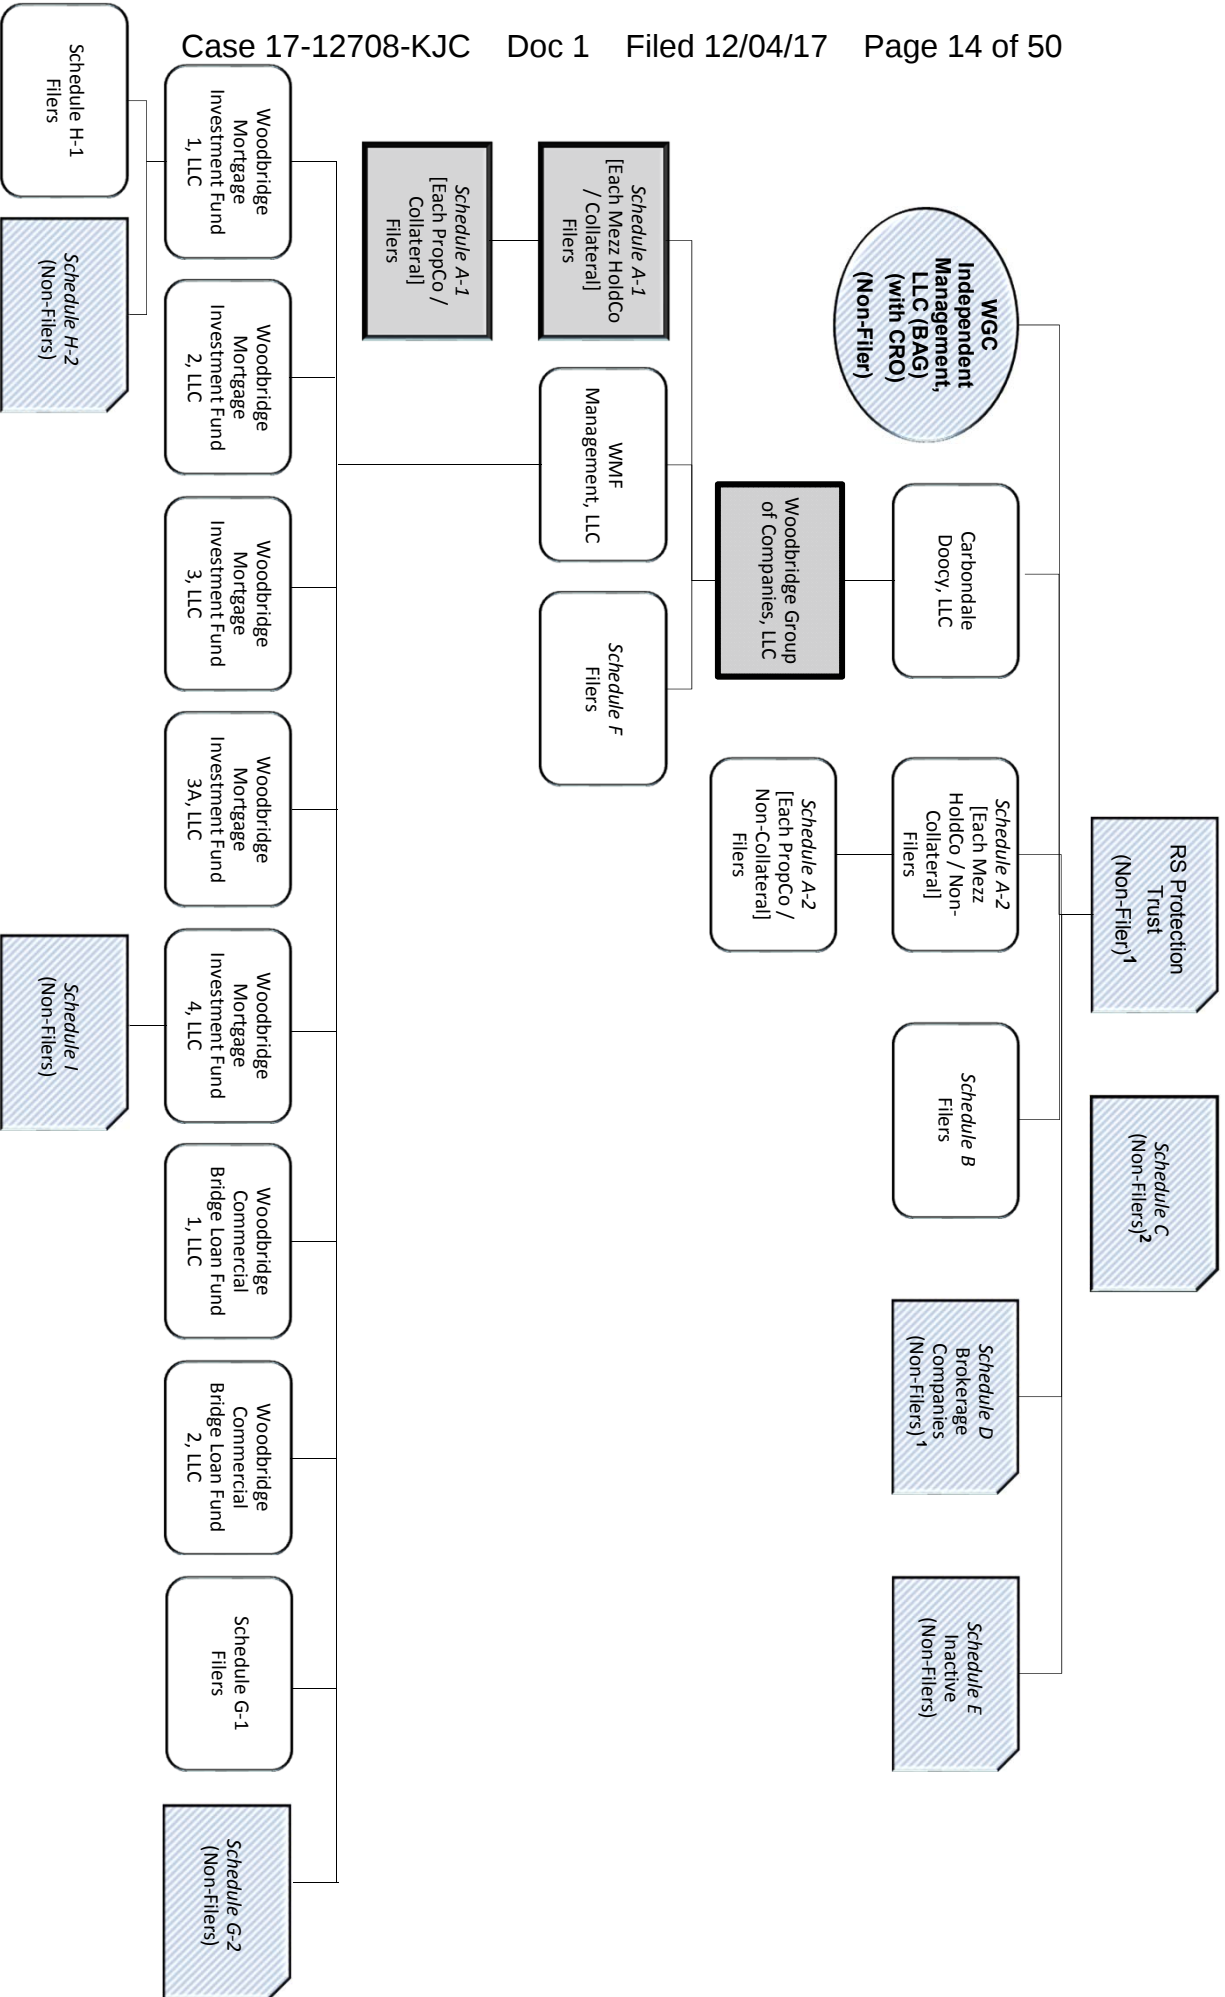 Case 17-12708-KJC Doc 1 Filed 12/04/17 Page 14 of 50
RS Protection
Trust
(Non-Filer)1
Schedule C
(Non-Filers)2
WGC
Independent
Management,
LLC (BAG)
(with CRO)
(Non-Filer)
Carbondale
Doocy, LLC
Schedule A-2
[Each Mezz
HoldCo / Non-
Collateral]
Filers
Schedule B
Filers
Schedule D
Brokerage
Companies
(Non-Filers) 1
Schedule E
Inactive
(Non-Filers)
Woodbridge Group
of Companies, LLC
Schedule A-2
[Each PropCo /
Non-Collateral]
Filers
Schedule A-1
[Each Mezz HoldCo
/ Collateral]
Filers
WMF
Management, LLC
Schedule F
Filers
Schedule A-1
[Each PropCo /
Collateral]
Filers
Woodbridge
Mortgage
Investment Fund
1, LLC
Woodbridge
Mortgage
Investment Fund
2, LLC
Woodbridge
Mortgage
Investment Fund
3, LLC
Woodbridge
Mortgage
Investment Fund
3A, LLC
Woodbridge
Mortgage
Investment Fund
4, LLC
Woodbridge
Commercial
Bridge Loan Fund
1, LLC
Woodbridge
Commercial
Bridge Loan Fund
2, LLC
Schedule G-1
Filers
Schedule G-2
(Non-Filers)
Schedule H-1
Filers
Schedule H-2
(Non-Filers)
Schedule I
(Non-Filers)